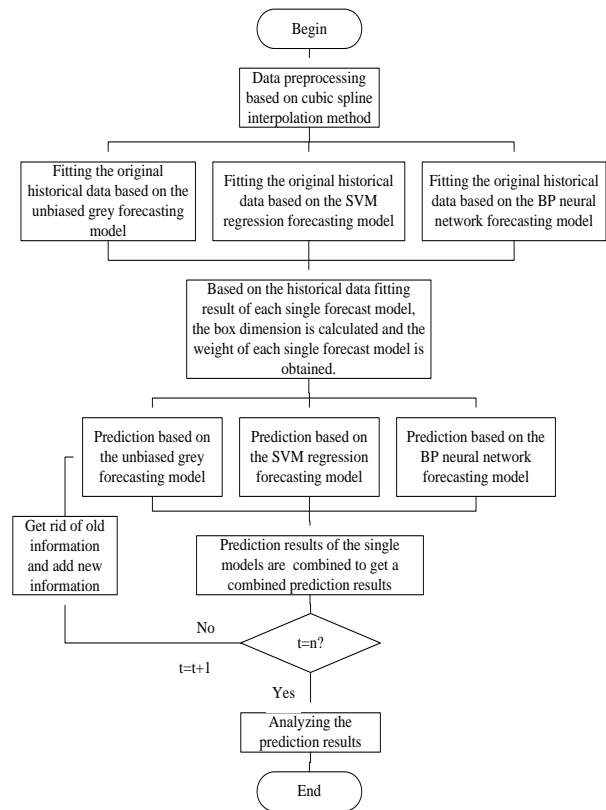 Begin
Data preprocessing
based on cubic spline
interpolation method
Fitting the original
historical data based on the
unbiased grey forecasting
model
Fitting the original historical
data based on the SVM
regression forecasting model
Fitting the original historical
data based on the BP neural
network forecasting model
Based on the historical data fitting
result of each single forecast model,
the box dimension is calculated and the
weight of each single forecast model is
obtained.
Prediction based on
the unbiased grey
forecasting model
Prediction based on
the SVM regression
forecasting model
Prediction based on the
BP neural network
forecasting model
Get rid of old
information
and add new
information
Prediction results of the single
models are combined to get a
combined prediction results
No
t=n?
t=t+1
Yes
Analyzing the
prediction results
End